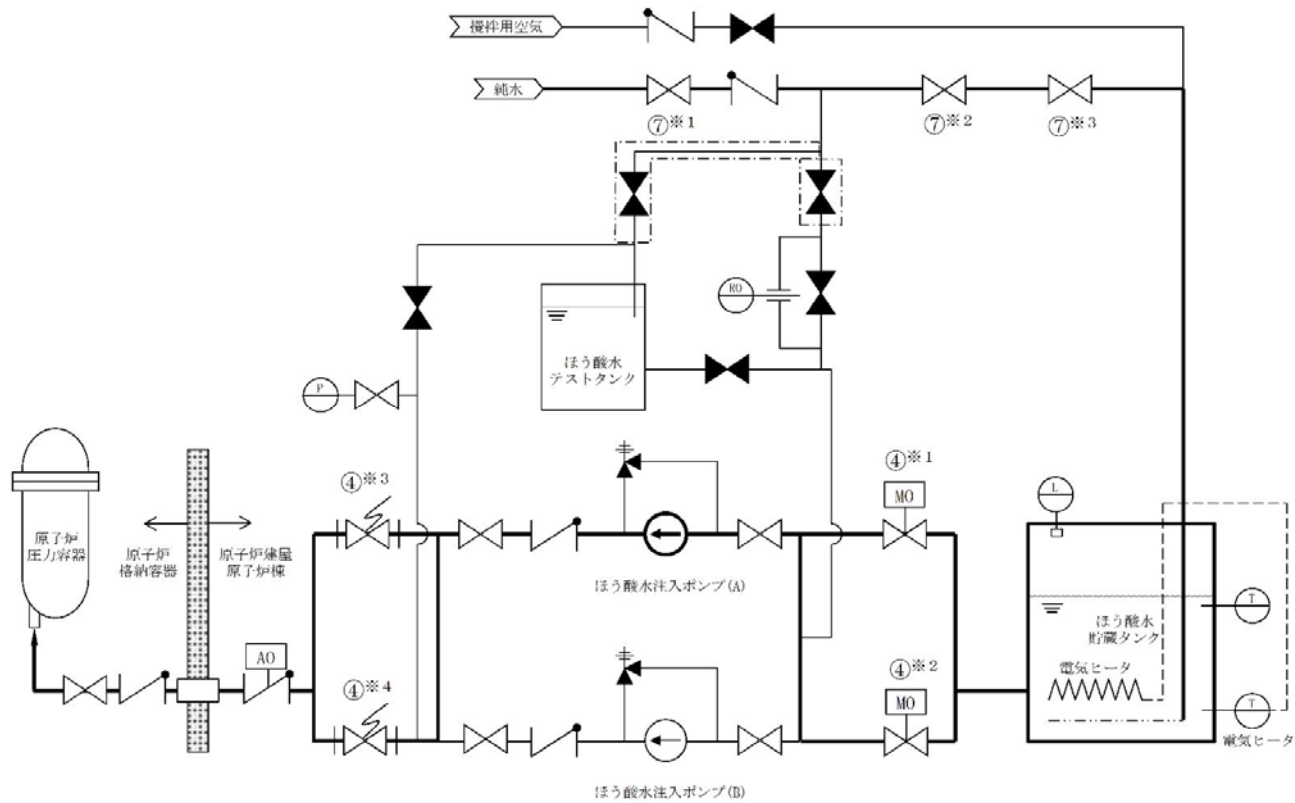 攪拌用空気
純水
⑦※1
⑦※2
⑦※3
RO
ほう酸水
テストタンク
P
④※3
④※1
MO
L
原子炉
圧力容器
原子炉
格納容器
原子炉建屋
原子炉棟
ほう酸水注入ポンプ(A)
T
ほう酸水
貯蔵タンク
AO
④※4
④※2
MO
電気ヒータ
T
電気ヒータ
ほう酸水注入ポンプ(B)